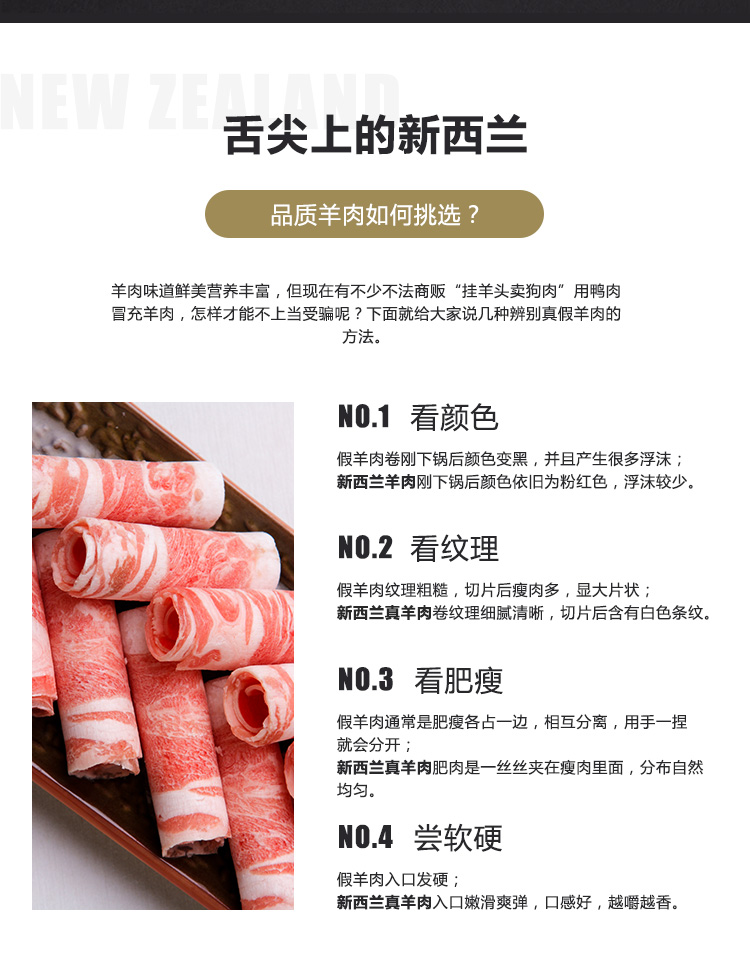 NEW ZEALAND
舌尖上的新西兰
品质羊肉如何挑选？
羊肉味道鲜美营养丰富，但现在有不少不法商贩“挂羊头卖狗肉”用鸭肉
冒充羊肉，怎样才能不上当受骗呢？下面就给大家说几种辨别真假羊肉的
方法。
NO.1 看颜色
假羊肉卷刚下锅后颜色变黑，并且产生很多浮沫；
新西兰羊肉刚下锅后颜色依旧为粉红色，浮沫较少。
NO.2 看纹理
假羊肉纹理粗糙，切片后瘦肉多，显大片状；
新西兰真羊肉卷纹理细腻清晰，切片后含有白色条纹。
NO.3 看肥瘦
假羊肉通常是肥瘦各占一边，相互分离，用手一捏
就会分开；
新西兰真羊肉肥肉是一丝丝夹在瘦肉里面，分布自然
均匀。
NO.4 尝软硬
假羊肉入口发硬；
新西兰真羊肉入口嫩滑爽弹，口感好，越嚼越香。